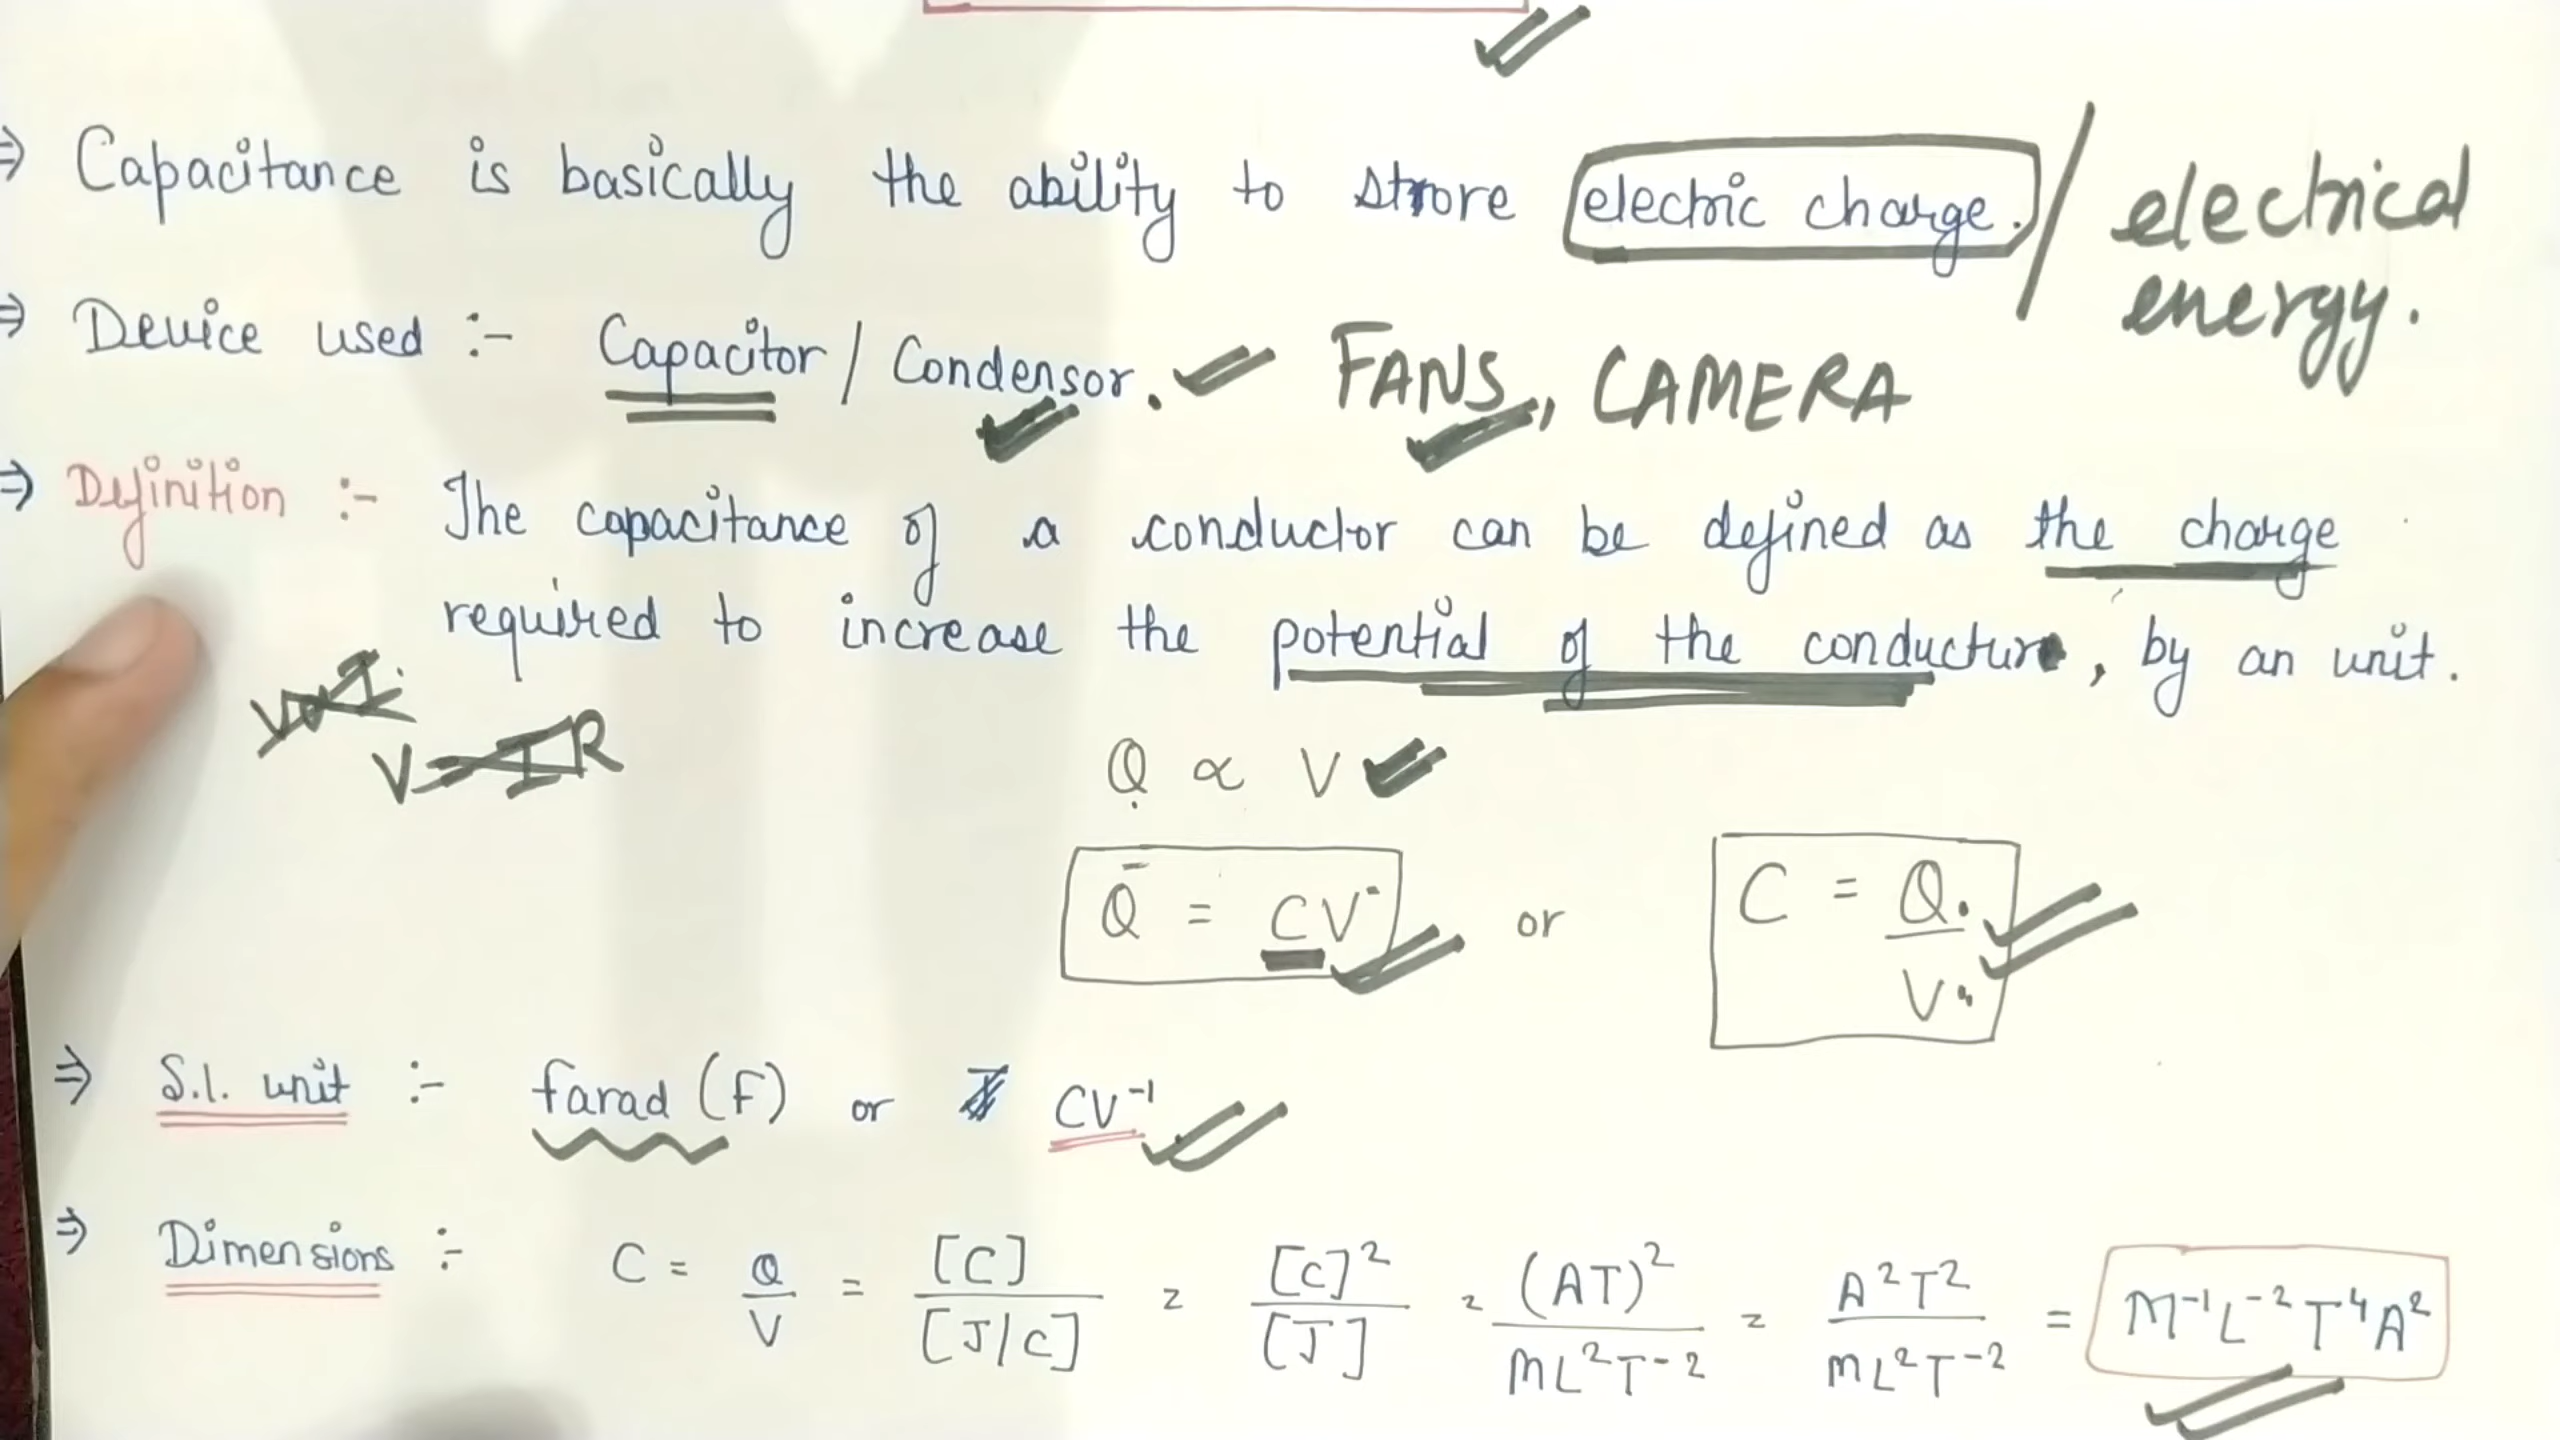 ⇒ Capacitance is basically the ability to strore electric charge. / electrical energy.
⇒ Device used :- Capacitor / Condensor. FANS, CAMERA
⇒ Definition :- The capacitance of a conductor can be defined as the charge
required to increase the potential of the conducture, by an unit.
V ∝ I.
V = IR
Q ∝ V
Q = CV or C = Q/V
⇒ S.I. unit :- farad (F) or CV⁻¹
⇒ Dimensions :- C = Q/V = [C]/[J/C] = [C]²/[J] = (AT)²/ML²T⁻² = A²T²/ML²T⁻² = M⁻¹L⁻²T⁴A²